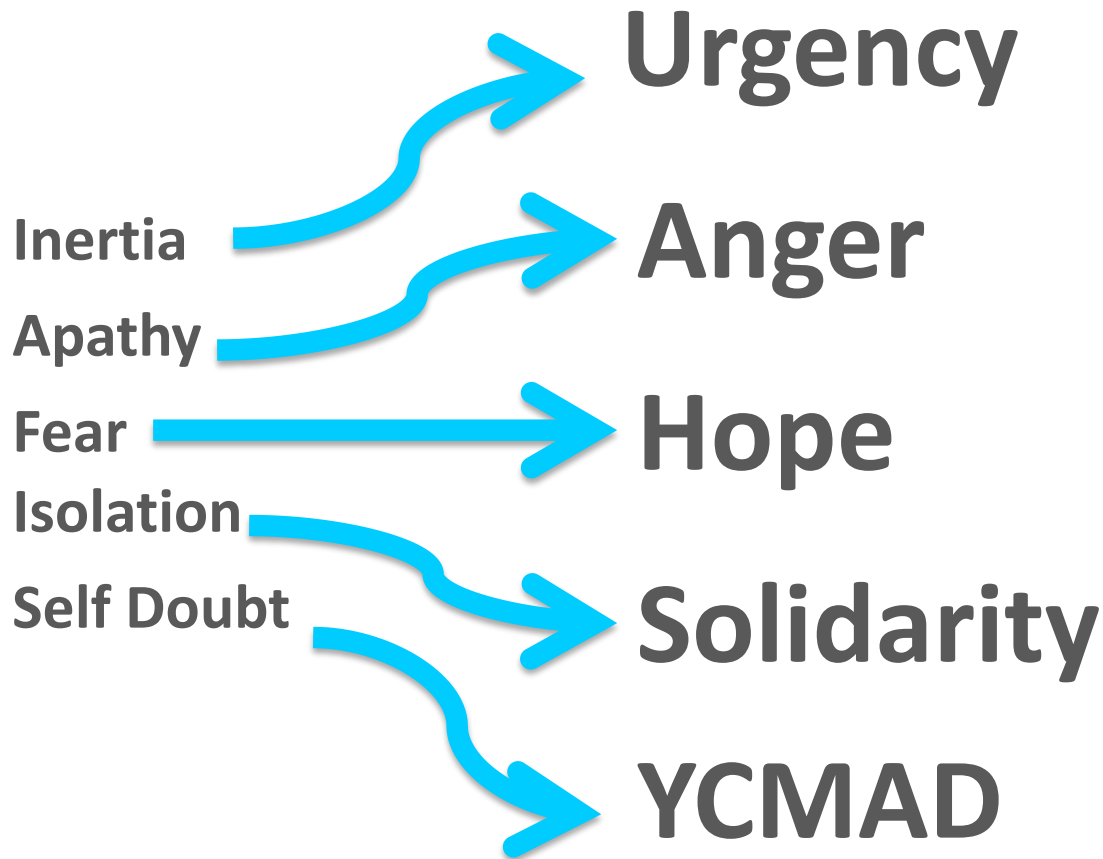 Urgency
Inertia
Anger
Apathy
Fear
Hope
Isolation
Self Doubt
Solidarity
YCMAD